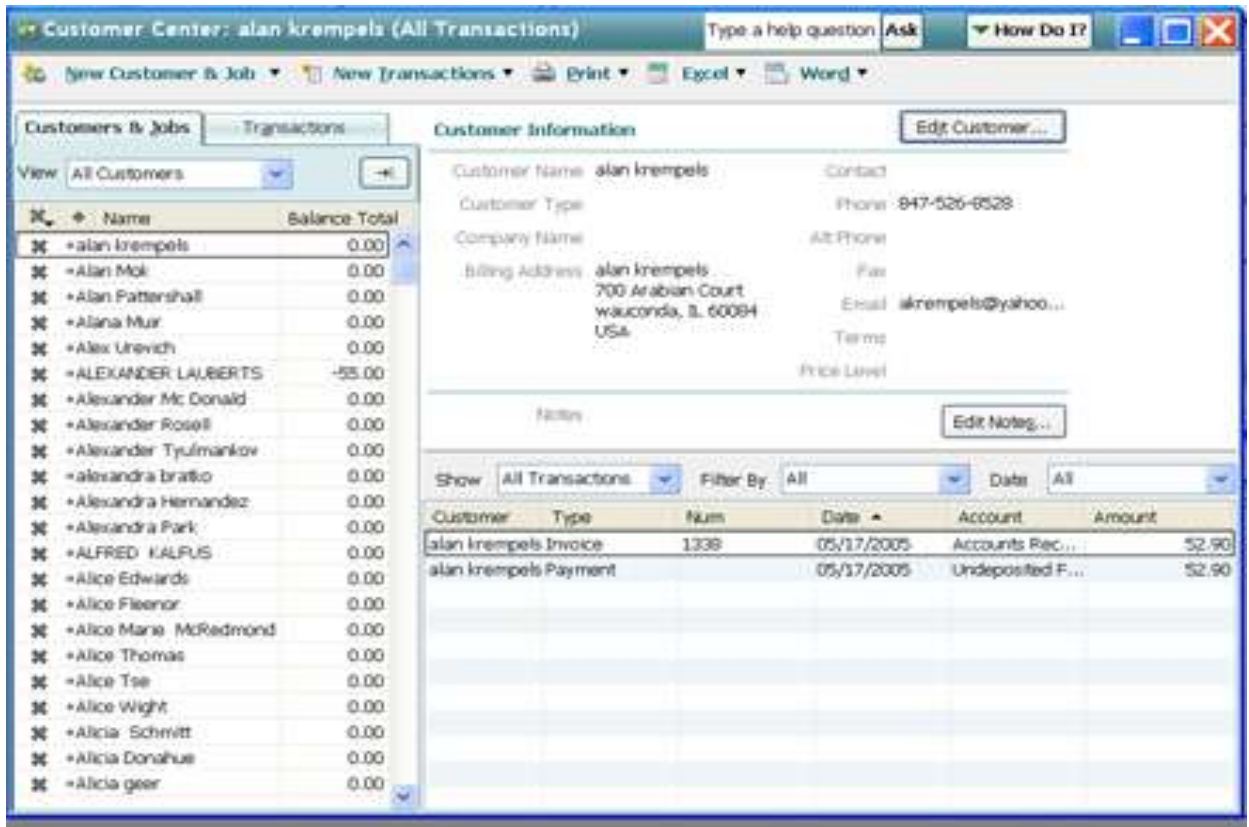 Customer Center: alan krempels (All Transactions)
Type a help question Ask
How Do I?
New Customer & Job New Transactions Print Excel Word
Customers & Jobs Transactions
View All Customers
Name Balance Total
alan krempels 0.00
Alan Mok 0.00
Alan Pattershall 0.00
Alana Muir 0.00
Alex Urevich 0.00
ALEXANDER LAUBERTS -55.00
Alexander Mc Donald 0.00
Alexander Rosell 0.00
Alexander Tyulmankov 0.00
alexandra bratko 0.00
Alexandra Hernandez 0.00
Alexandra Park 0.00
ALFRED KALFUS 0.00
Alice Edwards 0.00
Alice Fleenor 0.00
Alice Marie McRedmond 0.00
Alice Thomas 0.00
Alice Tse 0.00
Alice Wight 0.00
Alicia Schmitt 0.00
Alicia Donahue 0.00
Alicia geer 0.00
Customer Information Edit Customer...
Customer Name alan krempels
Customer Type
Company Name
Billing Address alan krempels
700 Arabian Court
wauconda, IL 60084
USA
Contact
Phone 847-526-8528
Alt Phone
Fax
Email akrempels@yahoo...
Terms
Price Level
Notes Edit Notes...
Show All Transactions Filter By All Date All
Customer Type Num Date Account Amount
alan krempels Invoice 1338 05/17/2005 Accounts Rec... 52.90
alan krempels Payment 05/17/2005 Undeposited F... 52.90